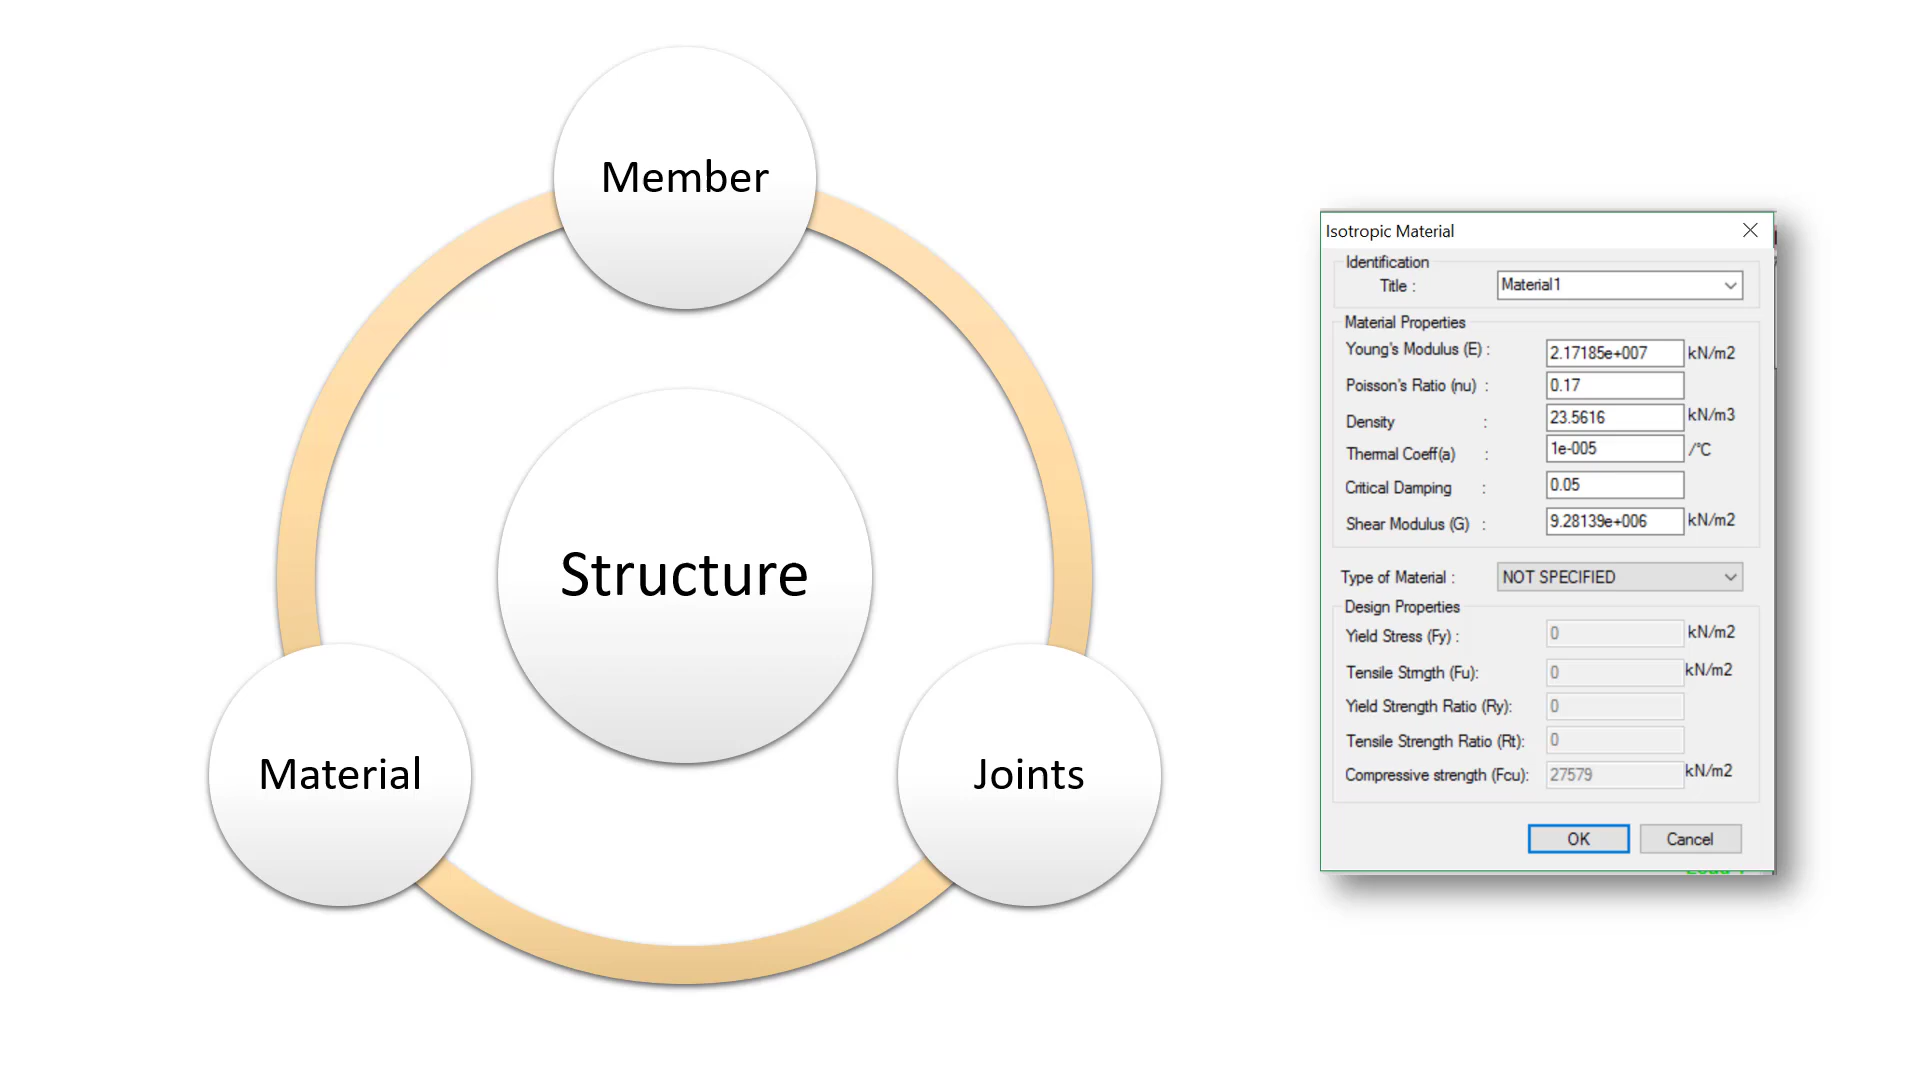 Member
Structure
Material
Joints
Isotropic Material
Identification
Title : Material1
Material Properties
Young's Modulus (E) : 2.17185e+007 kN/m2
Poisson's Ratio (nu) : 0.17
Density : 23.5616 kN/m3
Thermal Coeff(a) : 1e-005 /°C
Critical Damping : 0.05
Shear Modulus (G) : 9.28139e+006 kN/m2
Type of Material : NOT SPECIFIED
Design Properties
Yield Stress (Fy) : 0 kN/m2
Tensile Strngth (Fu): 0 kN/m2
Yield Strength Ratio (Ry): 0
Tensile Strength Ratio (Rt): 0
Compressive strength (Fcu): 27579 kN/m2
OK Cancel